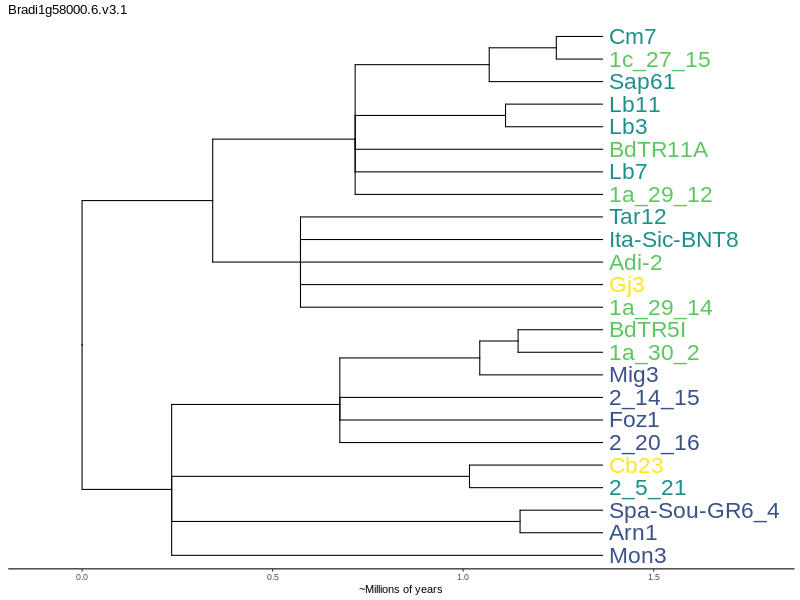 Bradi1g58000.6.v3.1
Cm7
1c_27_15
Sap61
Lb11
Lb3
BdTR11A
Lb7
1a_29_12
Tar12
Ita-Sic-BNT8
Adi-2
Gj3
1a_29_14
BdTR5I
1a_30_2
Mig3
2_14_15
Foz1
2_20_16
Cb23
2_5_21
Spa-Sou-GR6_4
Arn1
Mon3
0.0 0.5 1.0 1.5
~Millions of years